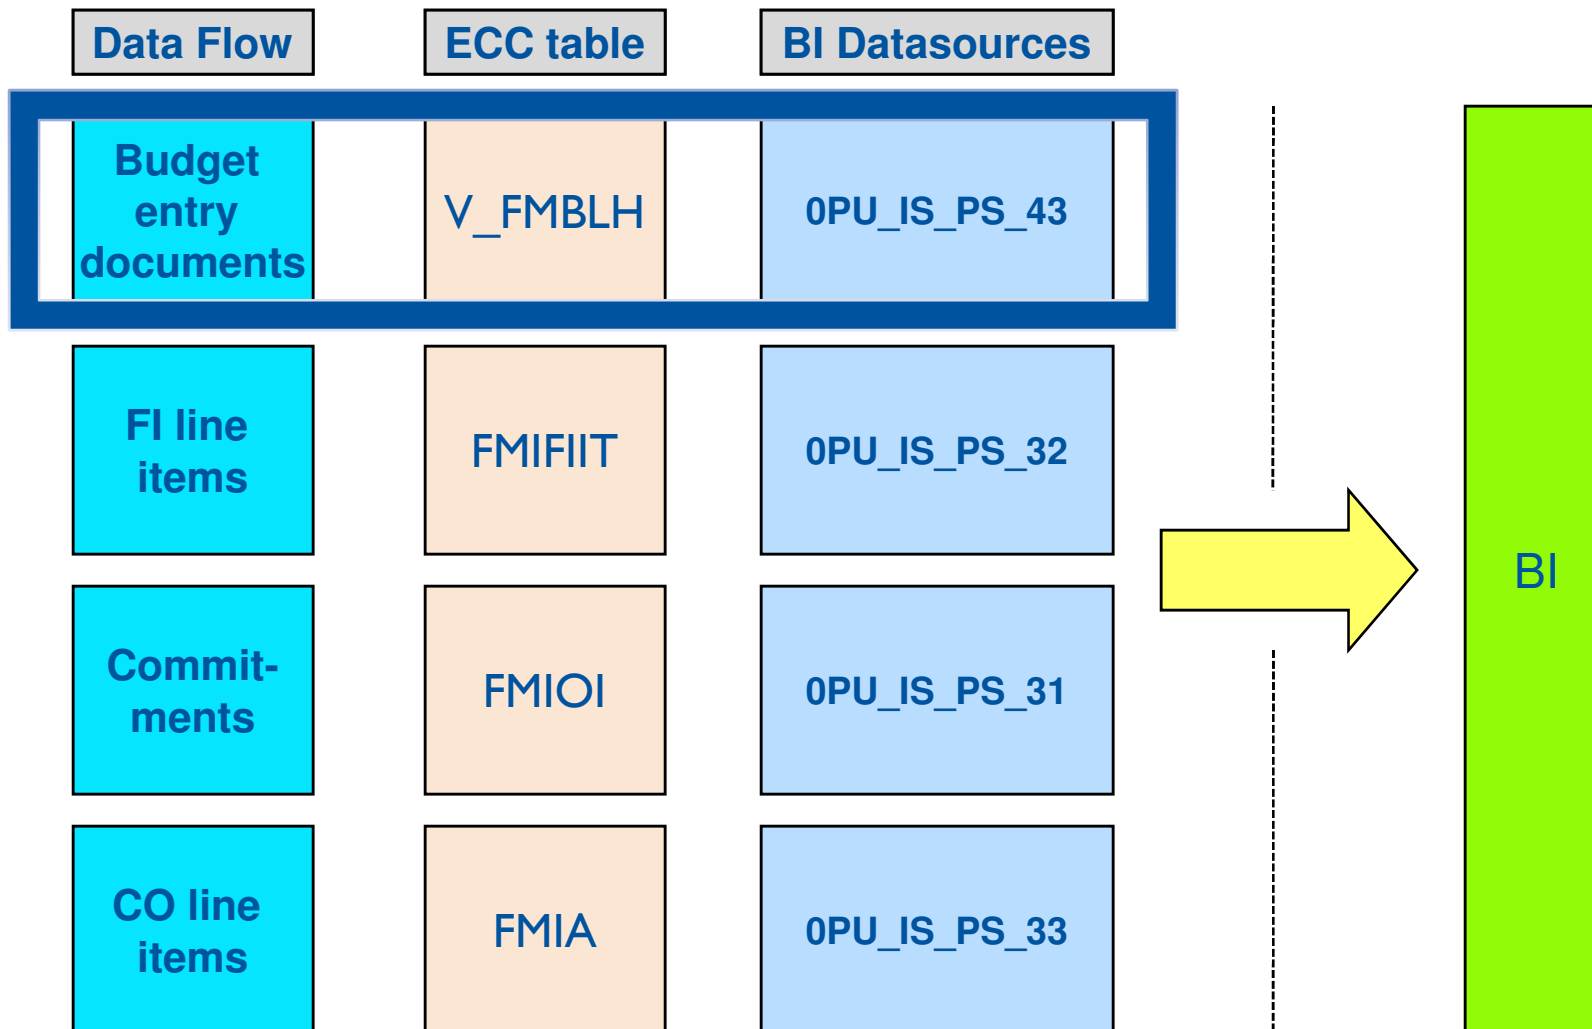 Data Flow
ECC table
BI Datasources
Budget
entry
documents
V_FMBLH
0PU_IS_PS_43
FI line
items
FMIFIIT
0PU_IS_PS_32
Commit-
ments
FMIOI
0PU_IS_PS_31
BI
CO line
items
FMIA
0PU_IS_PS_33